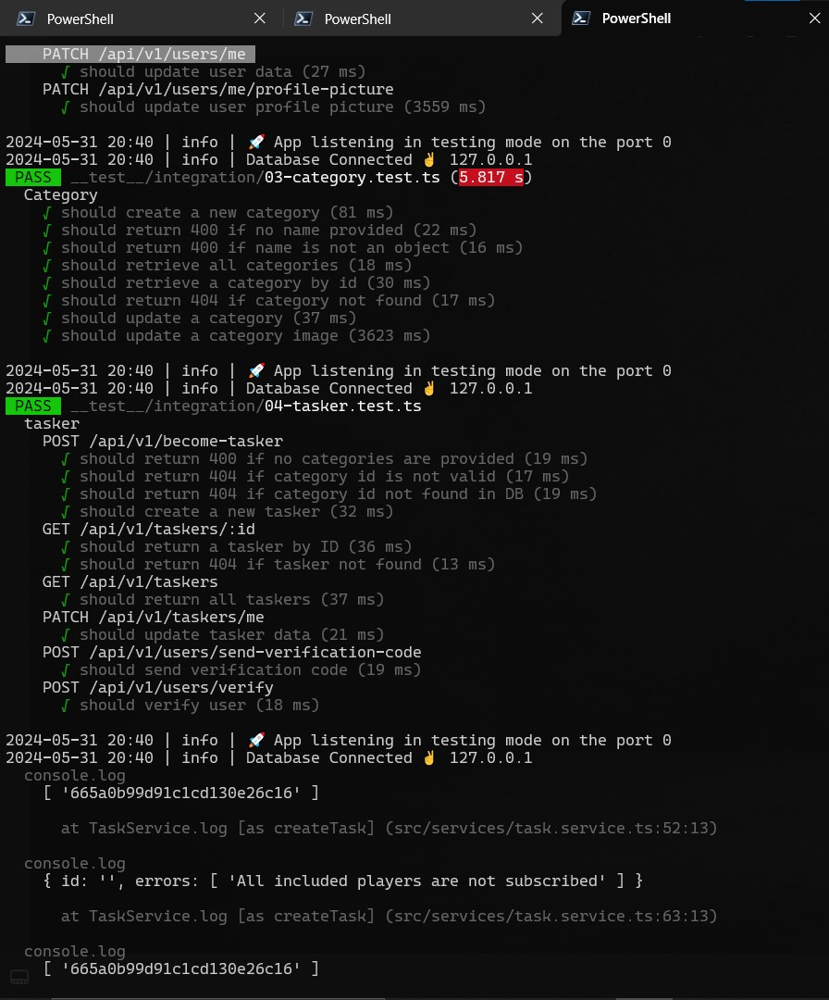 PowerShell
PowerShell
PowerShell
PATCH /api/v1/users/me
√ should update user data (27 ms)
PATCH /api/v1/users/me/profile-picture
√ should update user profile picture (3559 ms)
2024-05-31 20:40 | info | 🚀 App listening in testing mode on the port 0
2024-05-31 20:40 | info | Database Connected ✌ 127.0.0.1
PASS __test__/integration/03-category.test.ts (5.817 s)
Category
√ should create a new category (81 ms)
√ should return 400 if no name provided (22 ms)
√ should return 400 if name is not an object (16 ms)
√ should retrieve all categories (18 ms)
√ should retrieve a category by id (30 ms)
√ should return 404 if category not found (17 ms)
√ should update a category (37 ms)
√ should update a category image (3623 ms)
2024-05-31 20:40 | info | 🚀 App listening in testing mode on the port 0
2024-05-31 20:40 | info | Database Connected ✌ 127.0.0.1
PASS __test__/integration/04-tasker.test.ts
tasker
POST /api/v1/become-tasker
√ should return 400 if no categories are provided (19 ms)
√ should return 404 if category id is not valid (17 ms)
√ should return 404 if category id not found in DB (19 ms)
√ should create a new tasker (32 ms)
GET /api/v1/taskers/:id
√ should return a tasker by ID (36 ms)
√ should return 404 if tasker not found (13 ms)
GET /api/v1/taskers
√ should return all taskers (37 ms)
PATCH /api/v1/taskers/me
√ should update tasker data (21 ms)
POST /api/v1/users/send-verification-code
√ should send verification code (19 ms)
POST /api/v1/users/verify
√ should verify user (18 ms)
2024-05-31 20:40 | info | 🚀 App listening in testing mode on the port 0
2024-05-31 20:40 | info | Database Connected ✌ 127.0.0.1
console.log
[ '665a0b99d91c1cd130e26c16' ]
at TaskService.log [as createTask] (src/services/task.service.ts:52:13)
console.log
{ id: '', errors: [ 'All included players are not subscribed' ] }
at TaskService.log [as createTask] (src/services/task.service.ts:63:13)
console.log
[ '665a0b99d91c1cd130e26c16' ]